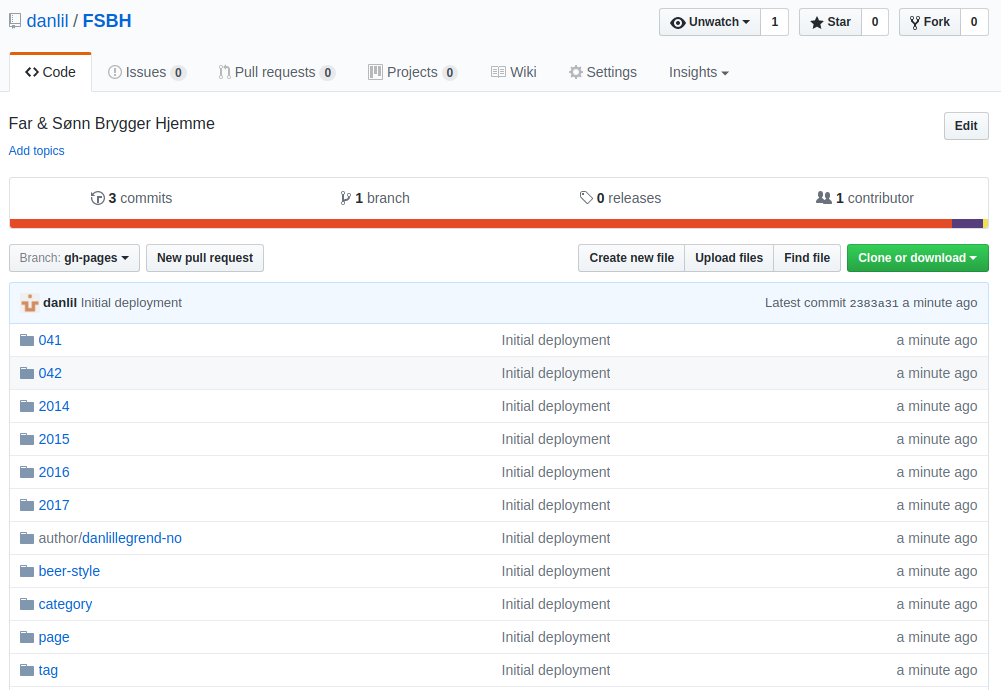 danlil / FSBH Unwatch 1 Star 0 Fork 0
Code Issues 0 Pull requests 0 Projects 0 Wiki Settings Insights
Far & Sønn Brygger Hjemme Edit
Add topics
3 commits 1 branch 0 releases 1 contributor
Branch: gh-pages New pull request Create new file Upload files Find file Clone or download
danlil Initial deployment Latest commit 2383a31 a minute ago
041 Initial deployment a minute ago
042 Initial deployment a minute ago
2014 Initial deployment a minute ago
2015 Initial deployment a minute ago
2016 Initial deployment a minute ago
2017 Initial deployment a minute ago
author/danlillegrend-no Initial deployment a minute ago
beer-style Initial deployment a minute ago
category Initial deployment a minute ago
page Initial deployment a minute ago
tag Initial deployment a minute ago